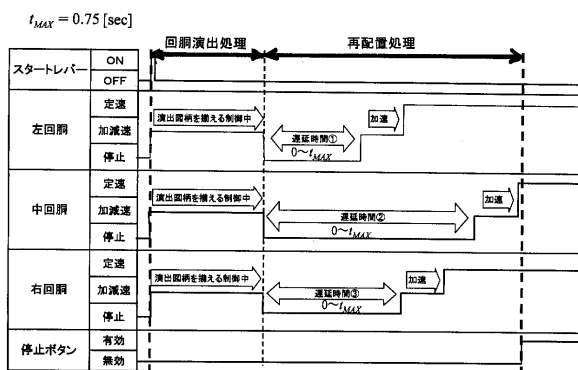 t_MAX = 0.75 [sec]
回胴演出処理
再配置処理
スタートレバー
ON
OFF
左回胴
定速
加減速
停止
演出図柄を揃える制御中
遅延時間①
0～t_MAX
加速
中回胴
定速
加減速
停止
演出図柄を揃える制御中
遅延時間②
0～t_MAX
加速
右回胴
定速
加減速
停止
演出図柄を揃える制御中
遅延時間③
0～t_MAX
加速
停止ボタン
有効
無効